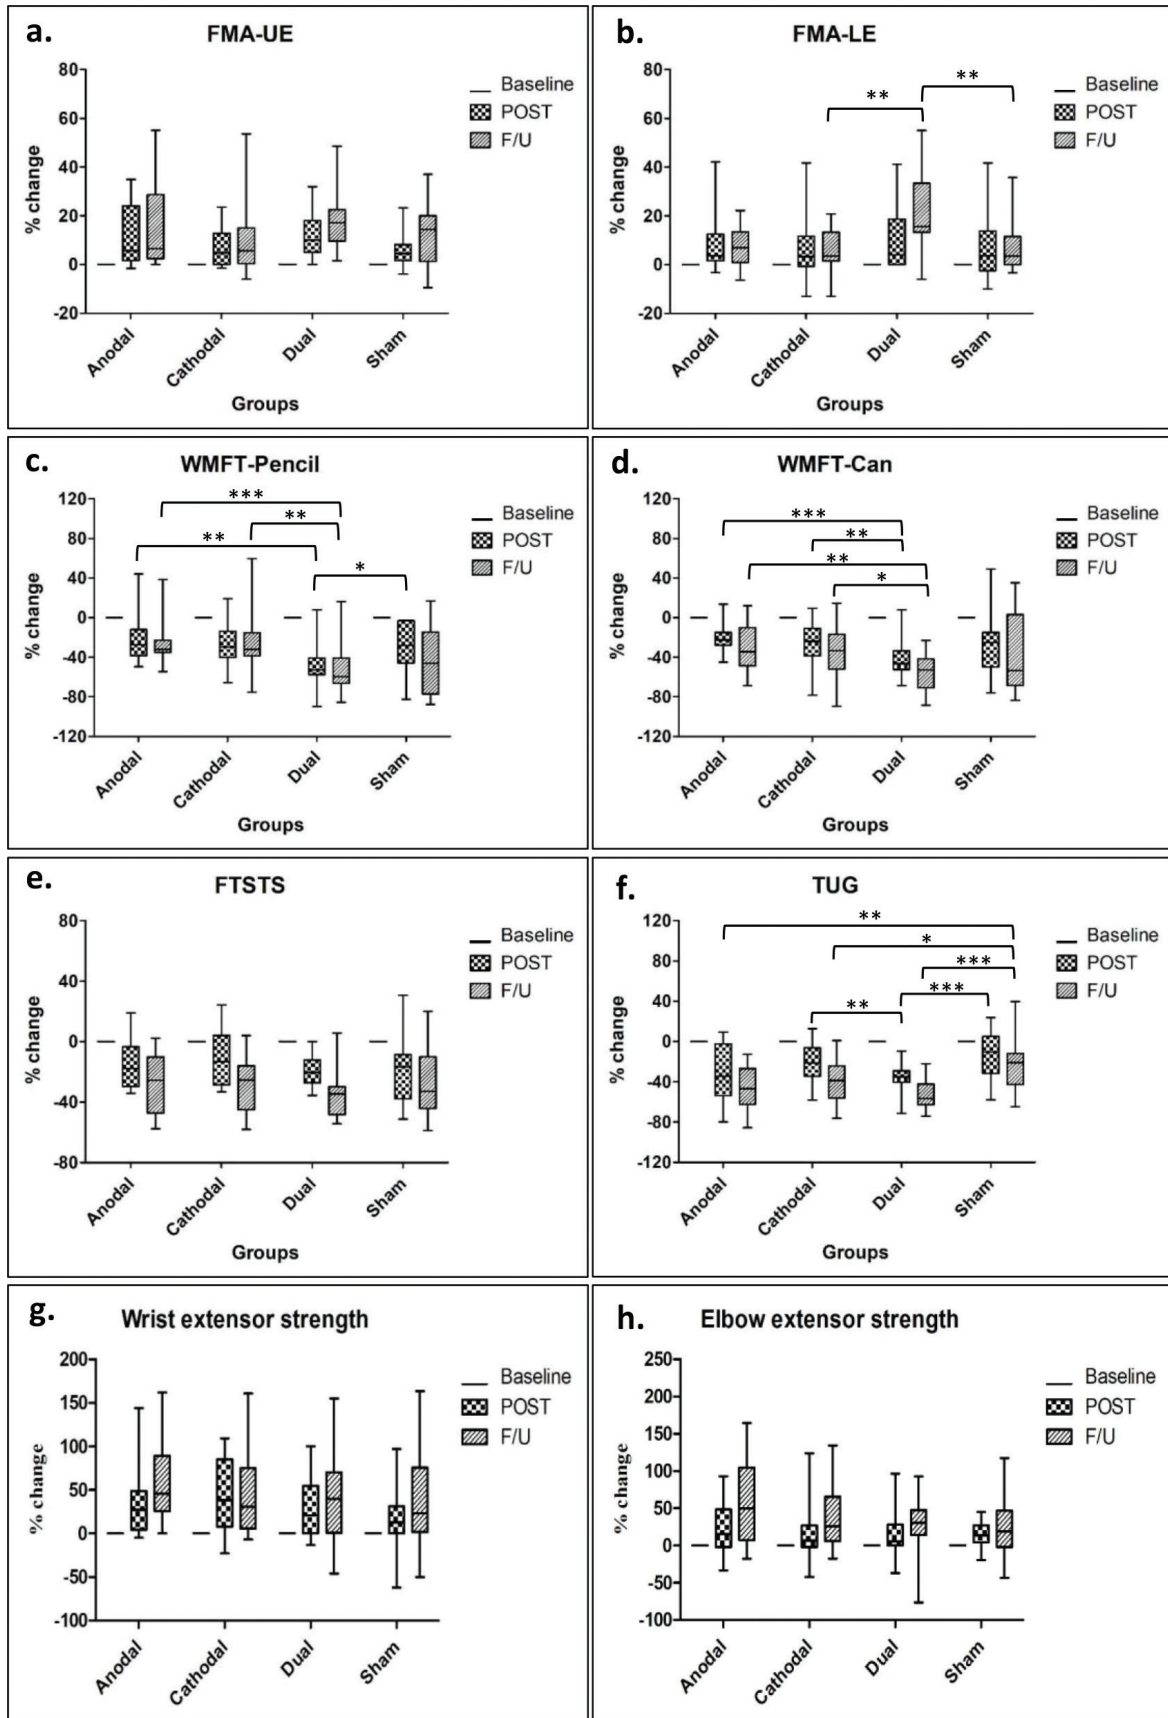 a.
FMA-UE
80
60
40
20
0
-20
% change
Baseline
POST
F/U
Anodal
Cathodal
Dual
Sham
Groups
b.
FMA-LE
80
60
40
20
0
-20
% change
**
**
Baseline
POST
F/U
Anodal
Cathodal
Dual
Sham
Groups
c.
WMFT-Pencil
120
80
40
0
-40
-80
-120
% change
***
**
**
*
Baseline
POST
F/U
Anodal
Cathodal
Dual
Sham
Groups
d.
WMFT-Can
120
80
40
0
-40
-80
-120
% change
***
**
**
*
Baseline
POST
F/U
Anodal
Cathodal
Dual
Sham
Groups
e.
FTSTS
80
40
0
-40
-80
% change
Baseline
POST
F/U
Anodal
Cathodal
Dual
Sham
Groups
f.
TUG
120
80
40
0
-40
-80
-120
% change
**
*
***
***
**
Baseline
POST
F/U
Anodal
Cathodal
Dual
Sham
Groups
g.
Wrist extensor strength
200
150
100
50
0
-50
-100
% change
Baseline
POST
F/U
Anodal
Cathodal
Dual
Sham
h.
Elbow extensor strength
250
200
150
100
50
0
-50
-100
% change
Baseline
POST
F/U
Anodal
Cathodal
Dual
Sham